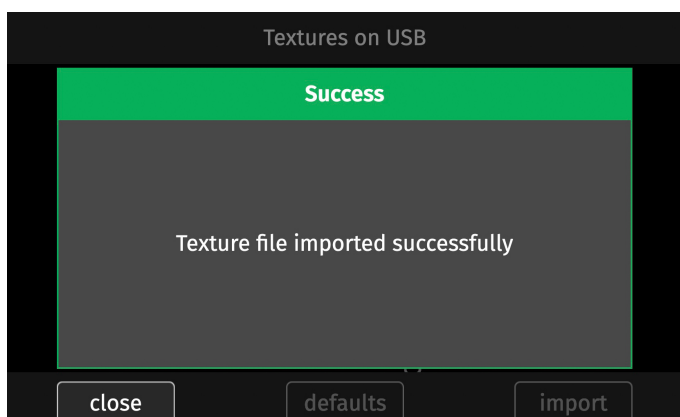 Textures on USB
Success
Texture file imported successfully
close
defaults
import